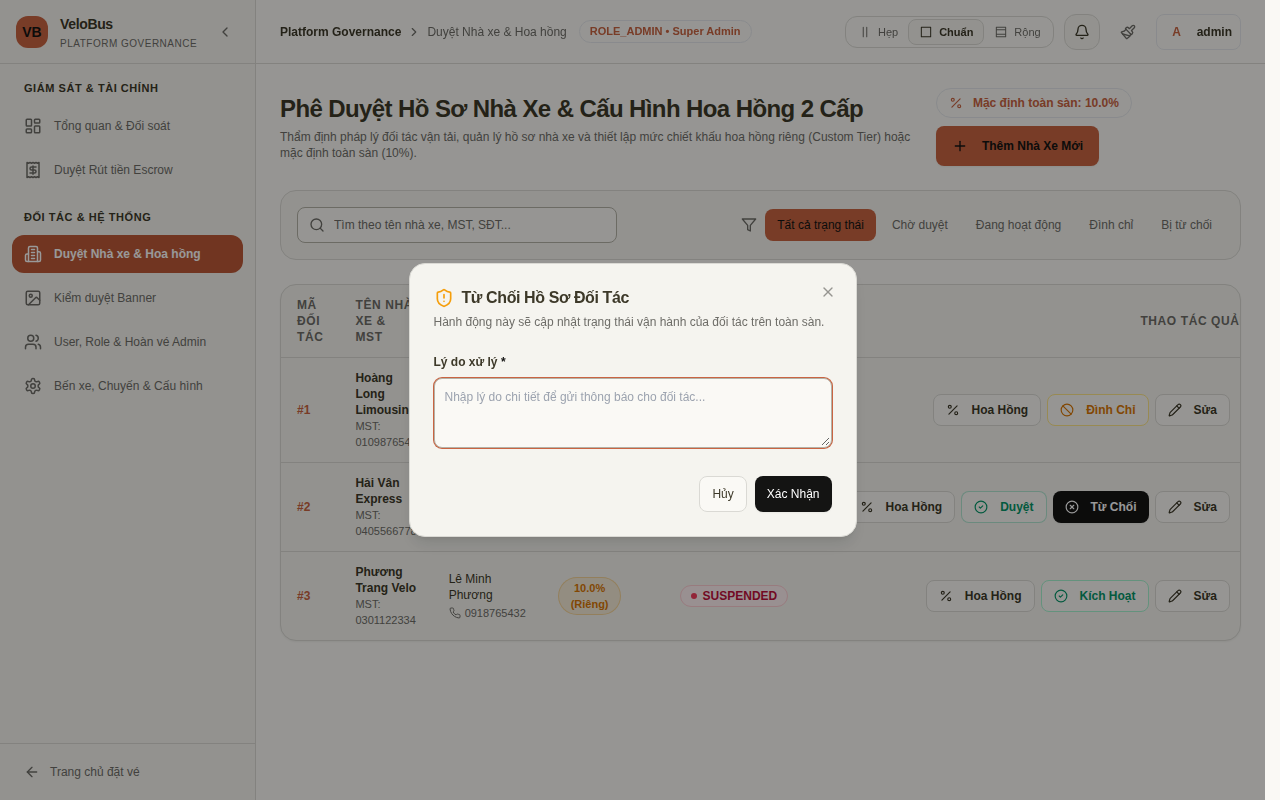 VB
VeloBus
PLATFORM GOVERNANCE
GIÁM SÁT & TÀI CHÍNH
Tổng quan & Đối soát
Duyệt Rút tiền Escrow
ĐỐI TÁC & HỆ THỐNG
Duyệt Nhà xe & Hoa hồng
Kiểm duyệt Banner
User, Role & Hoàn vé Admin
Bến xe, Chuyến & Cấu hình
Trang chủ đặt vé
Platform Governance
Duyệt Nhà xe & Hoa hồng
ROLE_ADMIN • Super Admin
Hẹp
Chuẩn
Rộng
A
admin
Phê Duyệt Hồ Sơ Nhà Xe & Cấu Hình Hoa Hồng 2 Cấp
Thẩm định pháp lý đối tác vận tải, quản lý hồ sơ nhà xe và thiết lập mức chiết khấu hoa hồng riêng (Custom Tier) hoặc
mặc định toàn sàn (10%).
Mặc định toàn sàn: 10.0%
Thêm Nhà Xe Mới
Tìm theo tên nhà xe, MST, SĐT...
Tất cả trạng thái
Chờ duyệt
Đang hoạt động
Đình chỉ
Bị từ chối
MÃ
ĐỐI
TÁC
TÊN NHÀ
XE &
MST
THAO TÁC QUẢ
#1
Hoàng
Long
Limousin
MST:
010987654
Hoa Hồng
Đình Chỉ
Sửa
#2
Hải Vân
Express
MST:
0405566778
Hoa Hồng
Duyệt
Từ Chối
Sửa
#3
Phương
Trang Velo
MST:
0301122334
Lê Minh
Phương
0918765432
10.0%
(Riêng)
SUSPENDED
Hoa Hồng
Kích Hoạt
Sửa
Từ Chối Hồ Sơ Đối Tác
Hành động này sẽ cập nhật trạng thái vận hành của đối tác trên toàn sàn.
Lý do xử lý *
Nhập lý do chi tiết để gửi thông báo cho đối tác...
Hủy
Xác Nhận